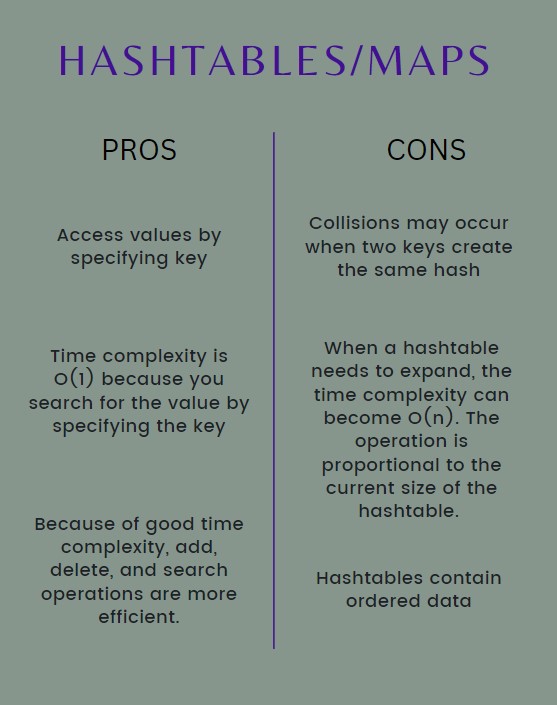 HASHTABLES/MAPS
PROS
Access values by
specifying key
Time complexity is
O(1) because you
search for the value by
specifying the key
Because of good time
complexity, add,
delete, and search
operations are more
efficient.
CONS
Collisions may occur
when two keys create
the same hash
When a hashtable
needs to expand, the
time complexity can
become O(n). The
operation is
proportional to the
current size of the
hashtable.
Hashtables contain
ordered data